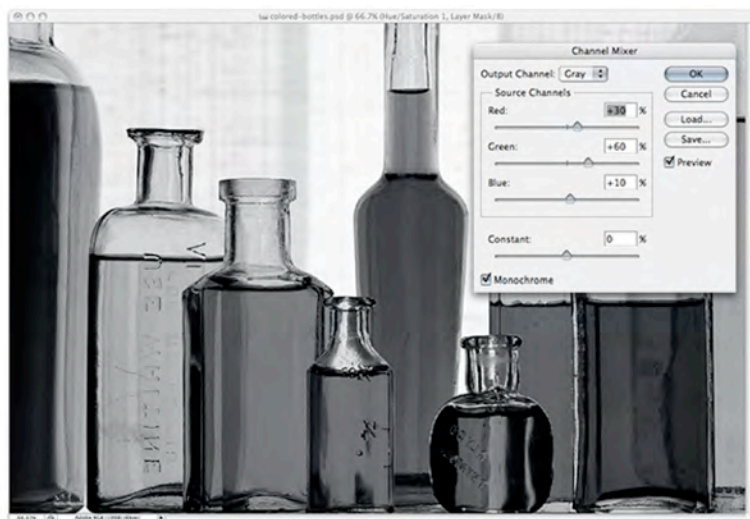 colored-bottles.psd @ 66.7% (Hue/Saturation 1, Layer Mask/8)
Channel Mixer
Output Channel: Gray
OK
Source Channels
Cancel
Red: +30 %
Load...
Green: +60 %
Save...
Preview
Blue: +10 %
Constant: 0 %
Monochrome